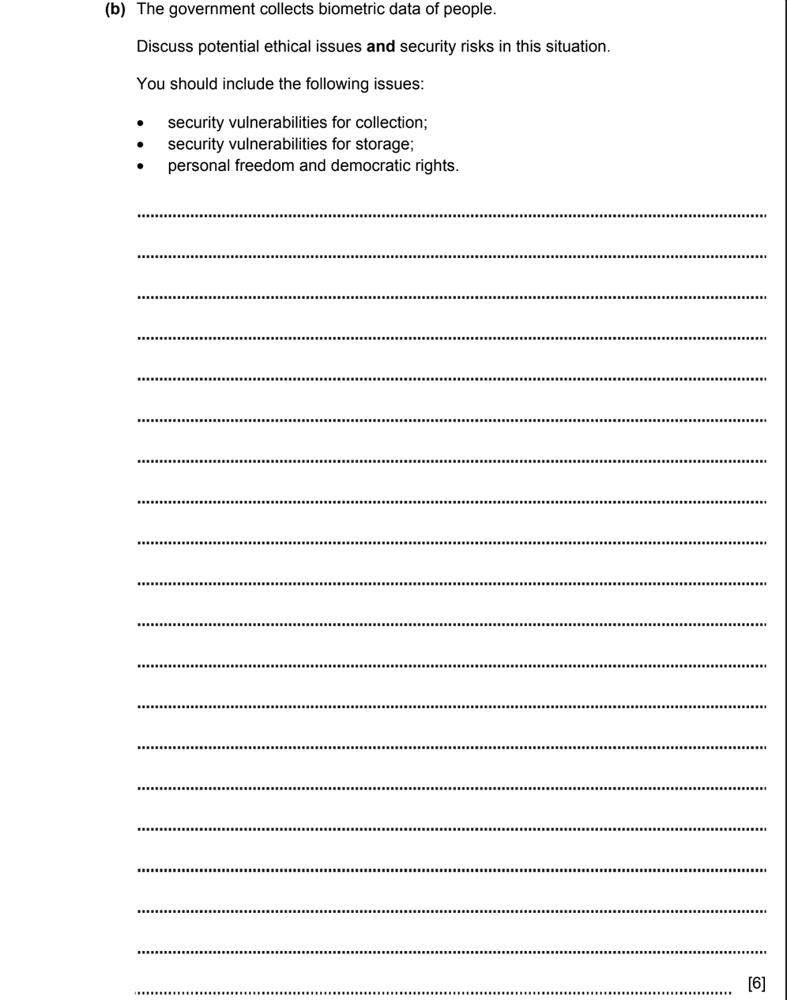 (b) The government collects biometric data of people.
Discuss potential ethical issues and security risks in this situation.
You should include the following issues:
• security vulnerabilities for collection;
• security vulnerabilities for storage;
• personal freedom and democratic rights.
[6]